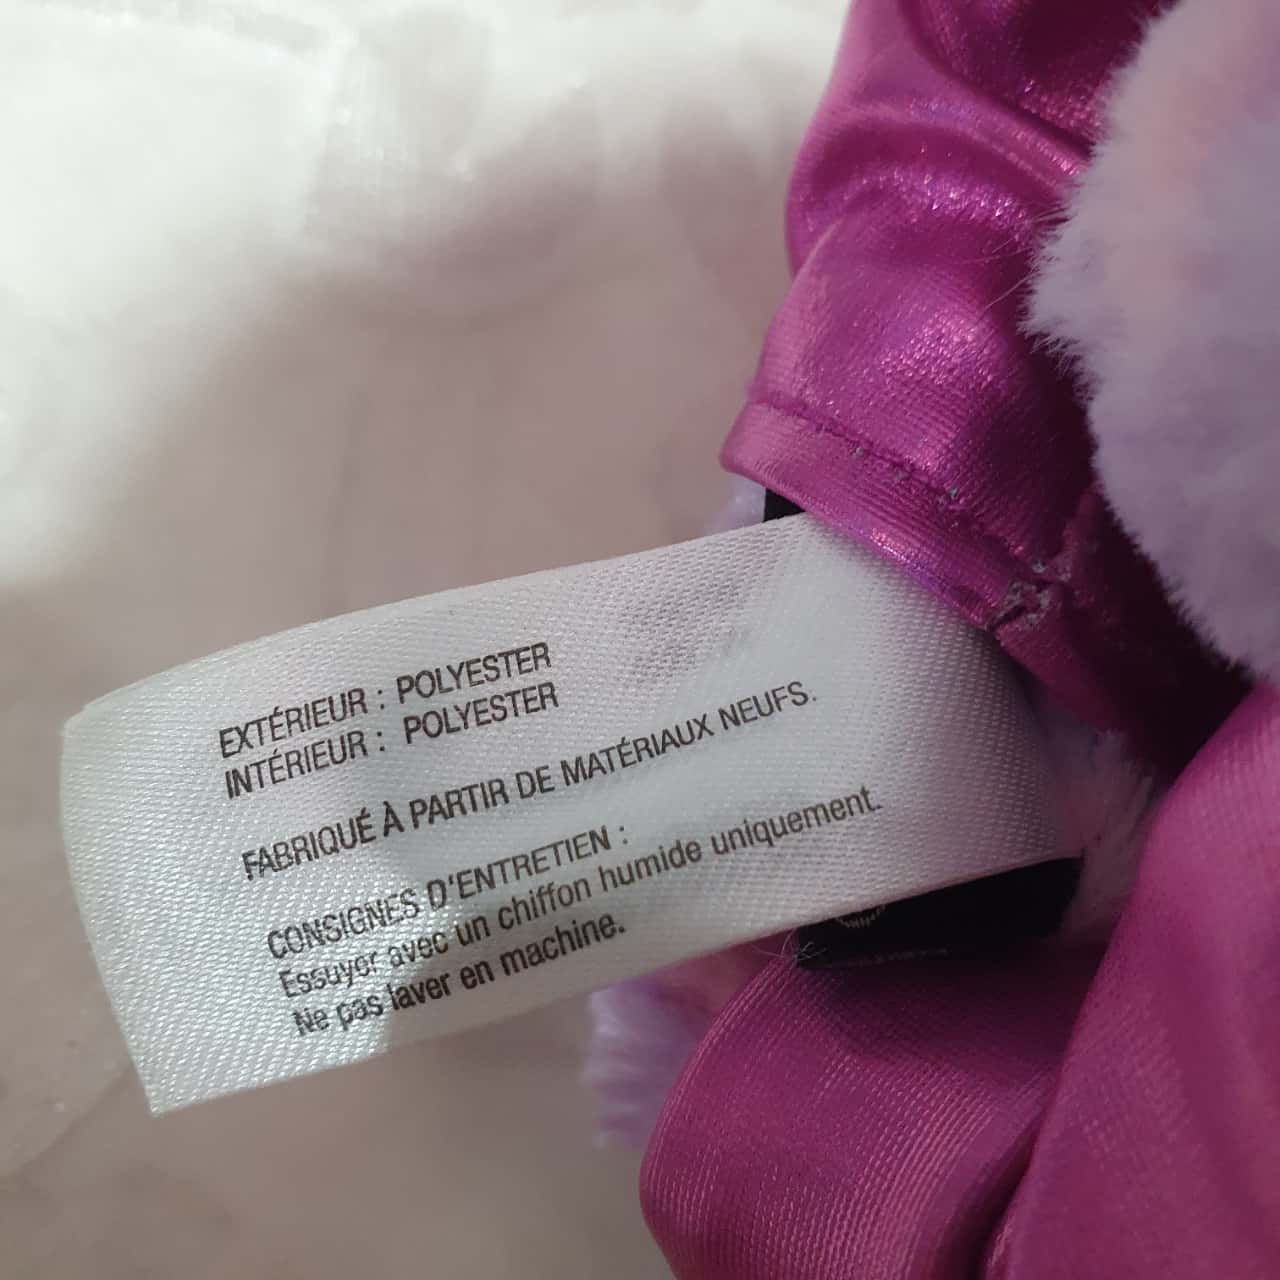 EXTÉRIEUR : POLYESTER
INTÉRIEUR : POLYESTER
FABRIQUÉ À PARTIR DE MATÉRIAUX NEUFS.
CONSIGNES D'ENTRETIEN :
Essuyer avec un chiffon humide uniquement.
Ne pas laver en machine.